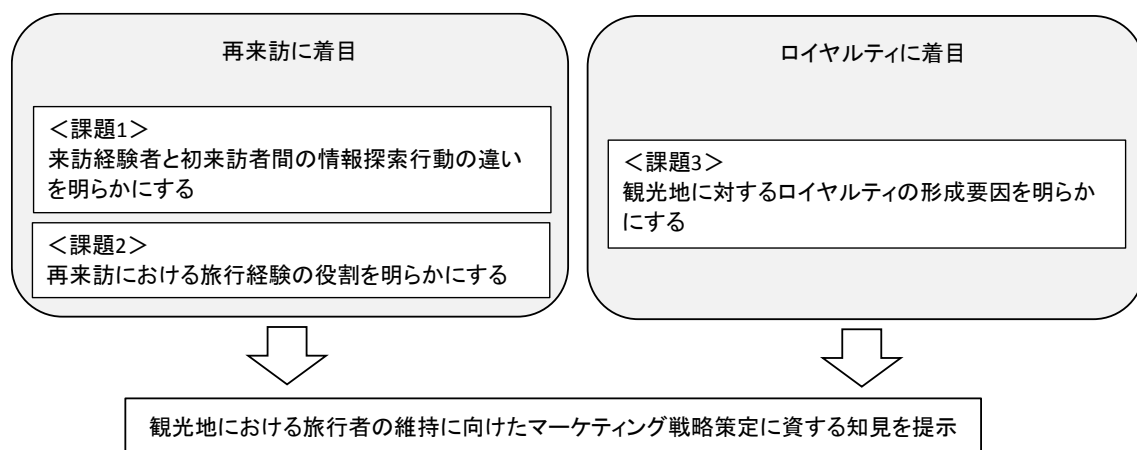 再来訪に着目
<課題1>
来訪経験者と初来訪者間の情報探索行動の違い
を明らかにする
<課題2>
再来訪における旅行経験の役割を明らかにする
ロイヤルティに着目
<課題3>
観光地に対するロイヤルティの形成要因を明らか
にする
観光地における旅行者の維持に向けたマーケティング戦略策定に資する知見を提示